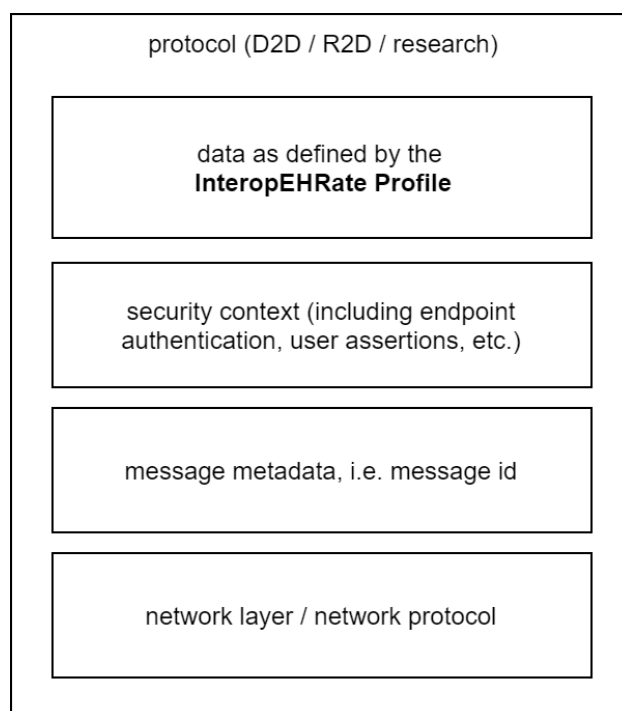 protocol (D2D / R2D / research)
data as defined by the
InteropEHRate Profile
security context (including endpoint
authentication, user assertions, etc.)
message metadata, i.e. message id
network layer / network protocol